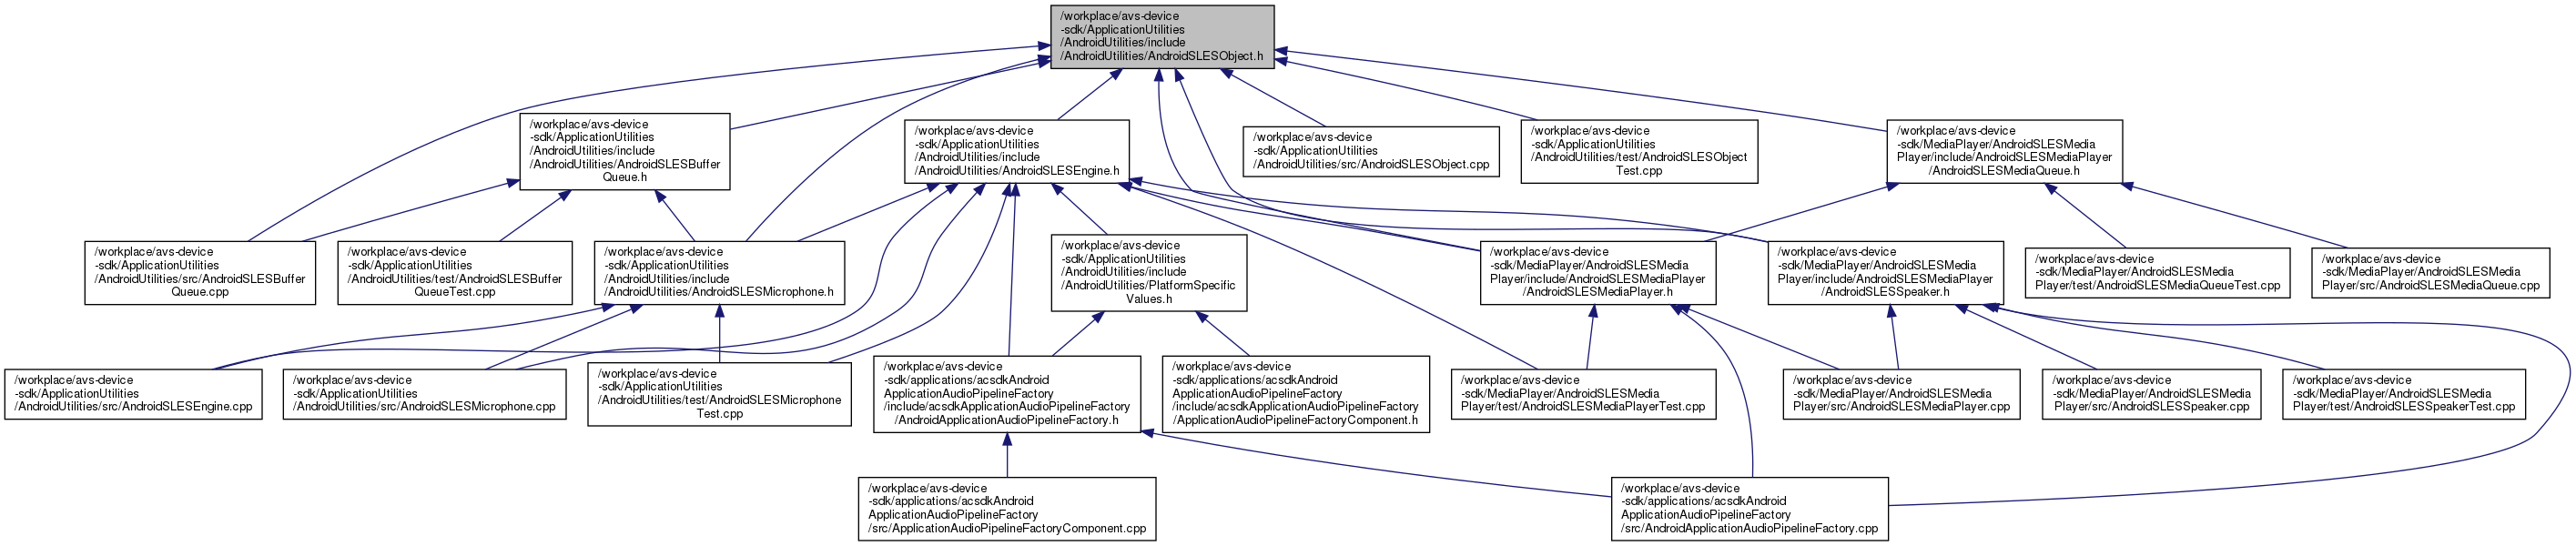 /workplace/avs-device
-sdk/ApplicationUtilities
/AndroidUtilities/include
/AndroidUtilities/AndroidSLESObject.h
/workplace/avs-device
-sdk/ApplicationUtilities
/AndroidUtilities/include
/AndroidUtilities/AndroidSLESBuffer
Queue.h
/workplace/avs-device
-sdk/ApplicationUtilities
/AndroidUtilities/include
/AndroidUtilities/AndroidSLESEngine.h
/workplace/avs-device
-sdk/ApplicationUtilities
/AndroidUtilities/src/AndroidSLESObject.cpp
/workplace/avs-device
-sdk/ApplicationUtilities
/AndroidUtilities/test/AndroidSLESObject
Test.cpp
/workplace/avs-device
-sdk/MediaPlayer/AndroidSLESMedia
Player/include/AndroidSLESMediaPlayer
/AndroidSLESMediaQueue.h
/workplace/avs-device
-sdk/ApplicationUtilities
/AndroidUtilities/src/AndroidSLESBuffer
Queue.cpp
/workplace/avs-device
-sdk/ApplicationUtilities
/AndroidUtilities/test/AndroidSLESBuffer
QueueTest.cpp
/workplace/avs-device
-sdk/ApplicationUtilities
/AndroidUtilities/include
/AndroidUtilities/AndroidSLESMicrophone.h
/workplace/avs-device
-sdk/ApplicationUtilities
/AndroidUtilities/include
/AndroidUtilities/PlatformSpecific
Values.h
/workplace/avs-device
-sdk/MediaPlayer/AndroidSLESMedia
Player/include/AndroidSLESMediaPlayer
/AndroidSLESMediaPlayer.h
/workplace/avs-device
-sdk/MediaPlayer/AndroidSLESMedia
Player/include/AndroidSLESMediaPlayer
/AndroidSLESSpeaker.h
/workplace/avs-device
-sdk/MediaPlayer/AndroidSLESMedia
Player/test/AndroidSLESMediaQueueTest.cpp
/workplace/avs-device
-sdk/MediaPlayer/AndroidSLESMedia
Player/src/AndroidSLESMediaQueue.cpp
/workplace/avs-device
-sdk/ApplicationUtilities
/AndroidUtilities/src/AndroidSLESEngine.cpp
/workplace/avs-device
-sdk/ApplicationUtilities
/AndroidUtilities/src/AndroidSLESMicrophone.cpp
/workplace/avs-device
-sdk/ApplicationUtilities
/AndroidUtilities/test/AndroidSLESMicrophone
Test.cpp
/workplace/avs-device
-sdk/applications/acsdkAndroid
ApplicationAudioPipelineFactory
/include/acsdkApplicationAudioPipelineFactory
/AndroidApplicationAudioPipelineFactory.h
/workplace/avs-device
-sdk/applications/acsdkAndroid
ApplicationAudioPipelineFactory
/include/acsdkApplicationAudioPipelineFactory
/ApplicationAudioPipelineFactoryComponent.h
/workplace/avs-device
-sdk/MediaPlayer/AndroidSLESMedia
Player/test/AndroidSLESMediaPlayerTest.cpp
/workplace/avs-device
-sdk/MediaPlayer/AndroidSLESMedia
Player/src/AndroidSLESMediaPlayer.cpp
/workplace/avs-device
-sdk/MediaPlayer/AndroidSLESMedia
Player/src/AndroidSLESSpeaker.cpp
/workplace/avs-device
-sdk/MediaPlayer/AndroidSLESMedia
Player/test/AndroidSLESSpeakerTest.cpp
/workplace/avs-device
-sdk/applications/acsdkAndroid
ApplicationAudioPipelineFactory
/src/ApplicationAudioPipelineFactoryComponent.cpp
/workplace/avs-device
-sdk/applications/acsdkAndroid
ApplicationAudioPipelineFactory
/src/AndroidApplicationAudioPipelineFactory.cpp